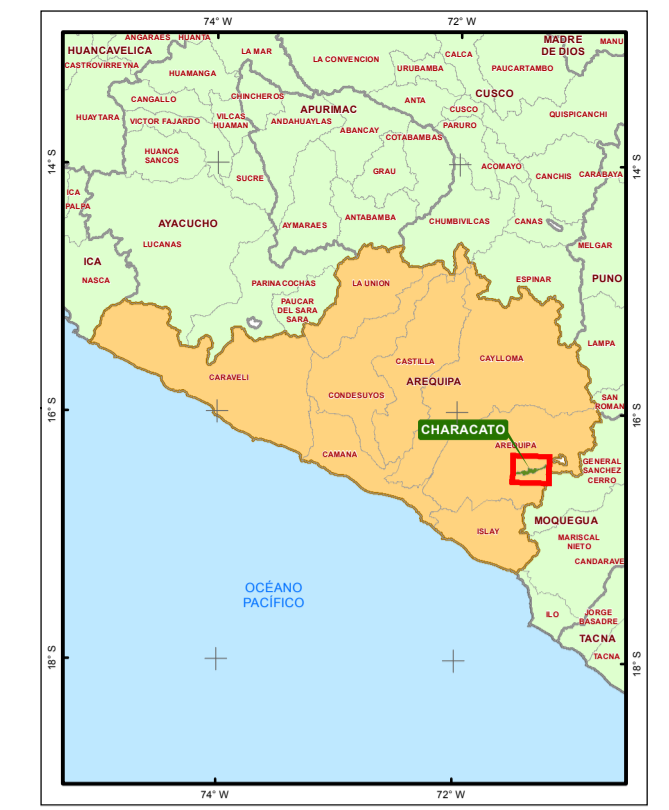 74° W
72° W
ANGARAES
HUANTA
HUANCAVELICA
LA MAR
CASTROVIRREYNA
HUAMANGA
LA CONVENCION
CALCA
URUBAMBA
PAUCARTAMBO
MADRE
DE DIOS
MANU
CUSCO
CANGALLO
CHINCHEROS
APURIMAC
ANTA
CUSCO
HUAYTARA
VICTOR FAJARDO
VILCAS
HUAMAN
ANDAHUAYLAS
ABANCAY
COTABAMBAS
PARURO
QUISPICANCHI
14° S
HUANCA
SANCOS
SUCRE
GRAU
ACOMAYO
CANCHIS
CARABAYA
14° S
ICA
PALPA
AYACUCHO
LUCANAS
AYMARAES
ANTABAMBA
CHUMBIVILCAS
CANAS
MELGAR
ICA
NASCA
PARINACOCHAS
PAUCAR
DEL SARA
SARA
LA UNION
ESPINAR
PUNO
LAMPA
CASTILLA
CAYLLOMA
CARAVELI
AREQUIPA
CONDESUYOS
SAN
ROMAN
16° S
16° S
CHARACATO
AREQUIPA
CAMANA
GENERAL
SANCHEZ
CERRO
ISLAY
MOQUEGUA
MARISCAL
NIETO
CANDARAVE
OCÉANO
PACÍFICO
ILO
JORGE
BASADRE
TACNA
TACNA
18° S
18° S
74° W
72° W